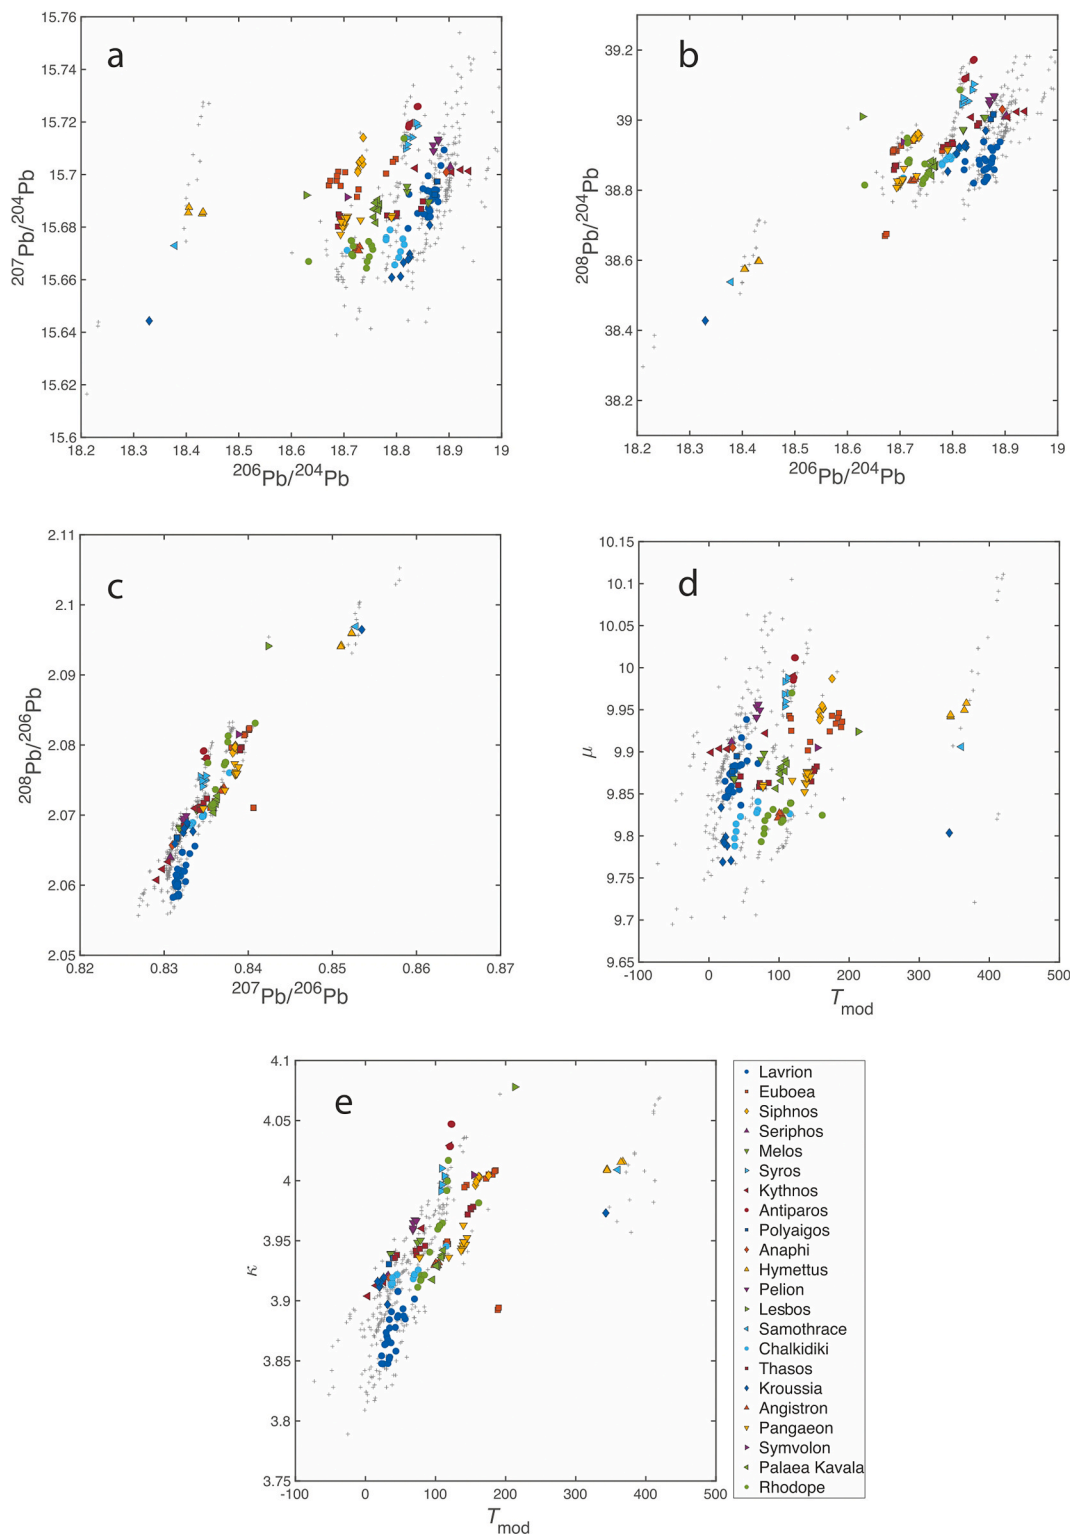 a
15.76
15.74
15.72
15.7
15.68
15.66
15.64
15.62
15.6
207Pb/204Pb
18.2 18.3 18.4 18.5 18.6 18.7 18.8 18.9 19
206Pb/204Pb
b
39.2
39
38.8
38.6
38.4
38.2
208Pb/204Pb
18.2 18.3 18.4 18.5 18.6 18.7 18.8 18.9 19
206Pb/204Pb
c
2.11
2.1
2.09
2.08
2.07
2.06
2.05
208Pb/206Pb
0.82 0.83 0.84 0.85 0.86 0.87
207Pb/206Pb
d
10.15
10.1
10.05
10
9.95
9.9
9.85
9.8
9.75
9.7
9.65
μ
-100 0 100 200 300 400 500
Tmod
e
4.1
4.05
4
3.95
3.9
3.85
3.8
3.75
κ
-100 0 100 200 300 400 500
Tmod
Lavrion
Euboea
Siphnos
Seriphos
Melos
Syros
Kythnos
Antiparos
Polyaigos
Anaphi
Hymettus
Pelion
Lesbos
Samothrace
Chalkidiki
Thasos
Kroussia
Angistron
Pangaeon
Symvolon
Palaea Kavala
Rhodope